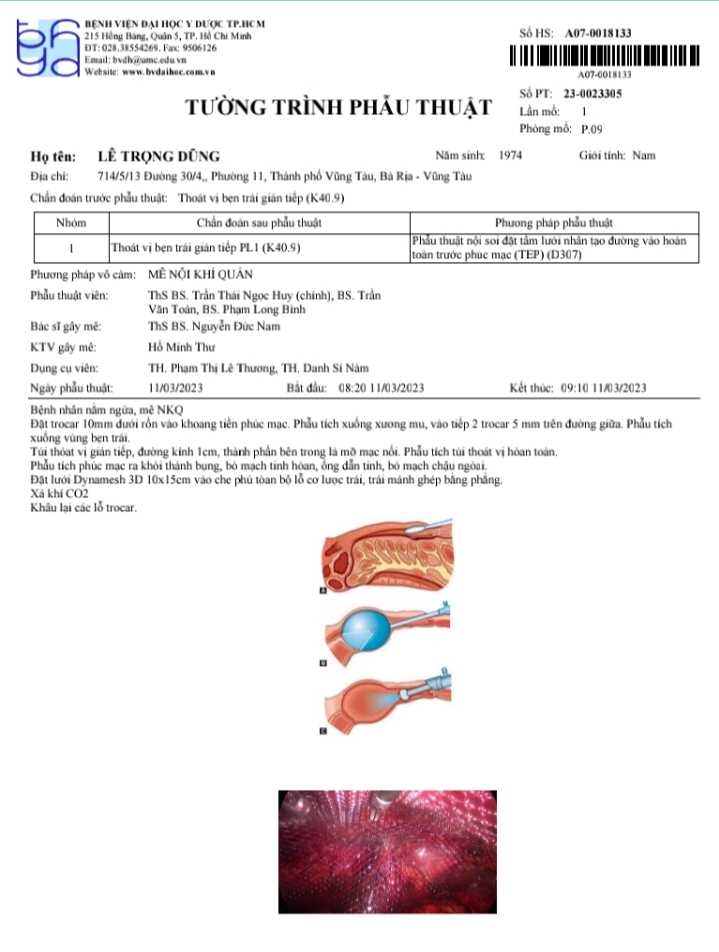 BỆNH VIỆN ĐẠI HỌC Y DƯỢC TP.HCM
215 Hồng Bàng, Quận 5, TP. Hồ Chí Minh
ĐT: 028.38554269. Fax: 9506126
Email: bvdh@umc.edu.vn
Website: www.bvdaihoc.com.vn
Số HS: A07-0018133
A07-0018133
Số PT: 23-0023305
Lần mổ: 1
Phòng mổ: P.09
TƯỜNG TRÌNH PHẪU THUẬT
Họ tên: LÊ TRỌNG DŨNG Năm sinh: 1974 Giới tính: Nam
Địa chỉ: 714/5/13 Đường 30/4,, Phường 11, Thành phố Vũng Tàu, Bà Rịa - Vũng Tàu
Chẩn đoán trước phẫu thuật: Thoát vị bẹn trái gián tiếp (K40.9)
Nhóm Chẩn đoán sau phẫu thuật Phương pháp phẫu thuật
1 Thoát vị bẹn trái gián tiếp PL1 (K40.9) Phẫu thuật nội soi đặt tấm lưới nhân tạo đường vào hoàn
toàn trước phúc mạc (TEP) (D307)
Phương pháp vô cảm: MÊ NỘI KHÍ QUẢN
Phẫu thuật viên: ThS BS. Trần Thái Ngọc Huy (chính), BS. Trần
Văn Toản, BS. Phạm Long Bình
Bác sĩ gây mê: ThS BS. Nguyễn Đức Nam
KTV gây mê: Hồ Minh Thư
Dụng cụ viên: TH. Phạm Thị Lê Thương, TH. Danh Sí Nàm
Ngày phẫu thuật: 11/03/2023 Bắt đầu: 08:20 11/03/2023 Kết thúc: 09:10 11/03/2023
Bệnh nhân nằm ngửa, mê NKQ
Đặt trocar 10mm dưới rốn vào khoang tiền phúc mạc. Phẫu tích xuống xương mu, vào tiếp 2 trocar 5 mm trên đường giữa. Phẫu tích
xuống vùng bẹn trái.
Túi thóat vị gián tiếp, đường kính 1cm, thành phần bên trong là mỡ mạc nối. Phẫu tích túi thoát vị hòan toàn.
Phẫu tích phúc mạc ra khỏi thành bụng, bó mạch tinh hòan, ống dẫn tinh, bó mạch chậu ngòai.
Đặt lưới Dynamesh 3D 10x15cm vào che phủ tòan bộ lỗ cơ lược trái, trải mảnh ghép bằng phẳng.
Xả khí CO2
Khâu lại các lỗ trocar.
A
B
C